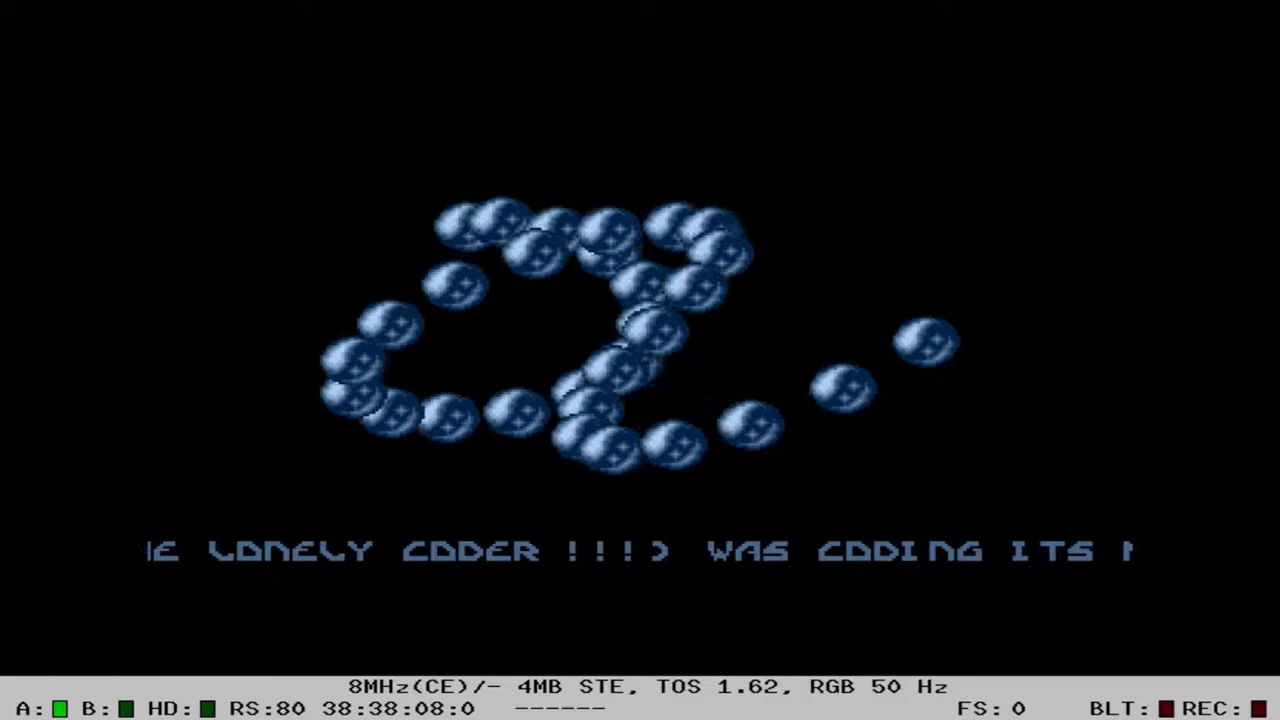 LONELY CODER !!!) WAS CODING ITS
8MHz(CE)/- 4MB STE, TOS 1.62, RGB 50 Hz
A: B: HD: RS:80 38:38:08:0 ------ FS: 0 BLT: REC: